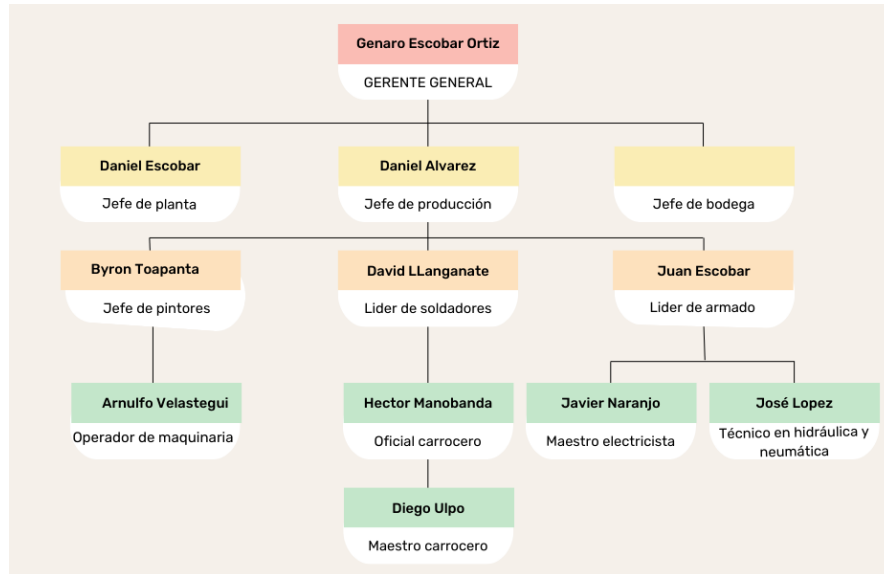 Genaro Escobar Ortiz
GERENTE GENERAL
Daniel Escobar
Jefe de planta
Daniel Alvarez
Jefe de producción
Jefe de bodega
Byron Toapanta
Jefe de pintores
David LLanganate
Lider de soldadores
Juan Escobar
Lider de armado
Arnulfo Velastegui
Operador de maquinaria
Hector Manobanda
Oficial carrocero
Javier Naranjo
Maestro electricista
José Lopez
Técnico en hidráulica y
neumática
Diego Ulpo
Maestro carrocero